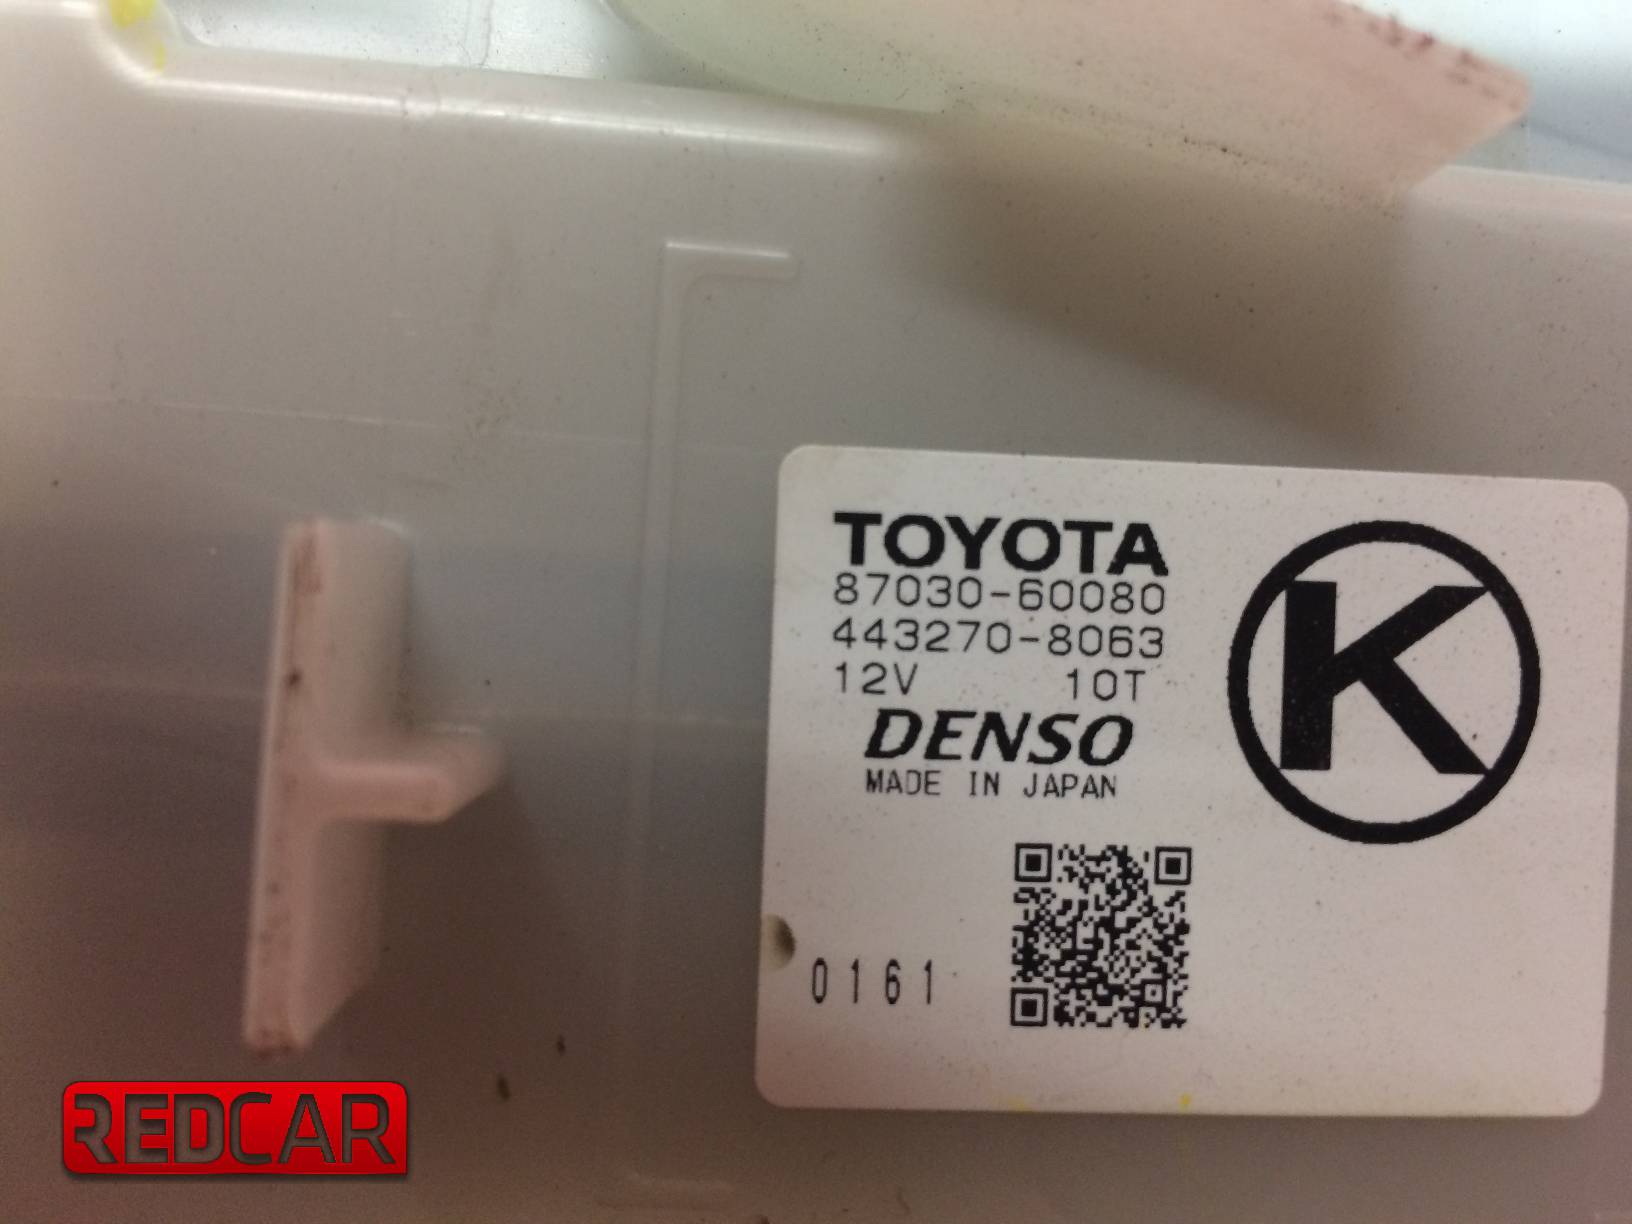 TOYOTA
87030-60080
443270-8063
12V 10T
DENSO
MADE IN JAPAN
K
0161
REDCAR